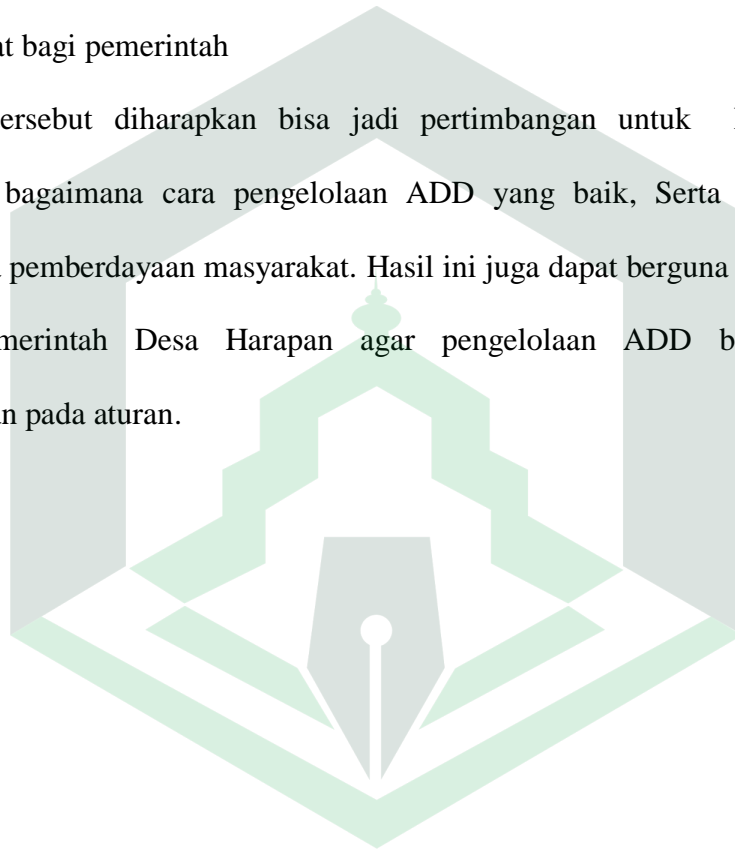 at bagi pemerintah
ersebut diharapkan bisa jadi pertimbangan untuk
bagaimana cara pengelolaan ADD yang baik, Serta
pemberdayaan masyarakat. Hasil ini juga dapat berguna
merintah Desa Harapan agar pengelolaan ADD b
n pada aturan.